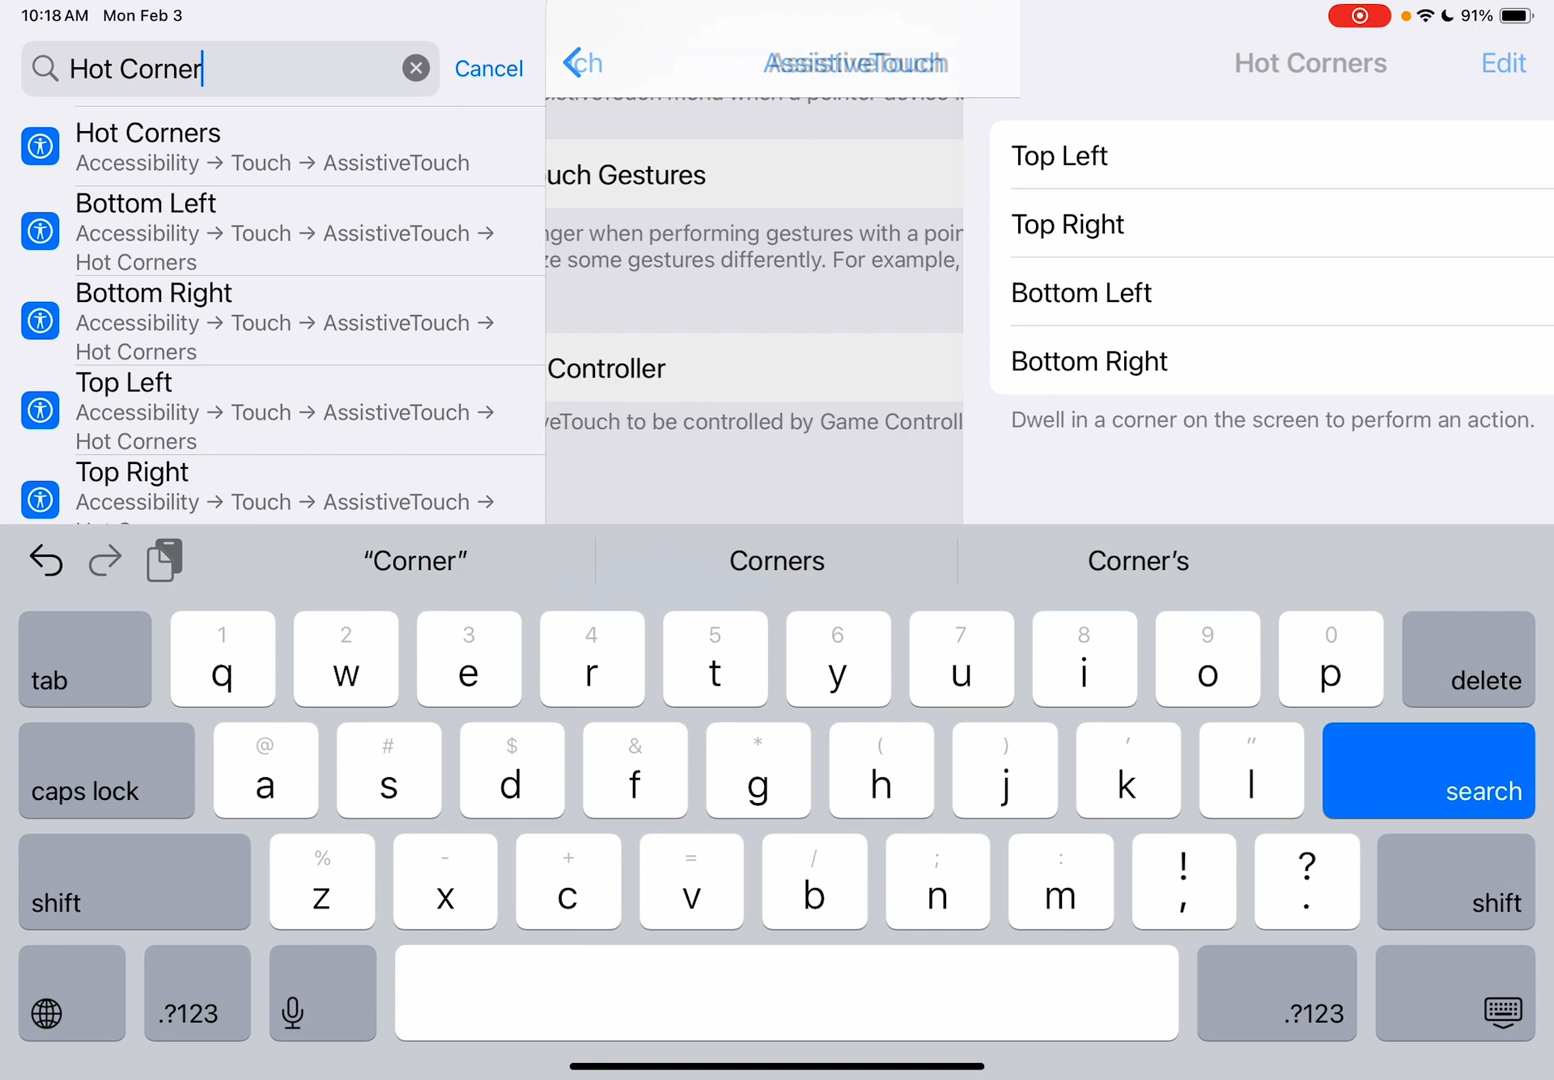 10:18 AM Mon Feb 3
91%
Hot Corner
Cancel
Hot Corners
Accessibility → Touch → AssistiveTouch
Bottom Left
Accessibility → Touch → AssistiveTouch →
Hot Corners
Bottom Right
Accessibility → Touch → AssistiveTouch →
Hot Corners
Top Left
Accessibility → Touch → AssistiveTouch →
Hot Corners
Top Right
Accessibility → Touch → AssistiveTouch →
ch
AssistiveTouch
uch Gestures
nger when performing gestures with a poin
ze some gestures differently. For example,
Controller
veTouch to be controlled by Game Controll
Hot Corners
Edit
Top Left
Top Right
Bottom Left
Bottom Right
Dwell in a corner on the screen to perform an action.
“Corner” Corners Corner’s
1 2 3 4 5 6 7 8 9 0
tab q w e r t y u i o p delete
@ # $ & * ( ) ' "
caps lock a s d f g h j k l search
% - + = / ; : ! ?
shift z x c v b n m , . shift
.?123 .?123